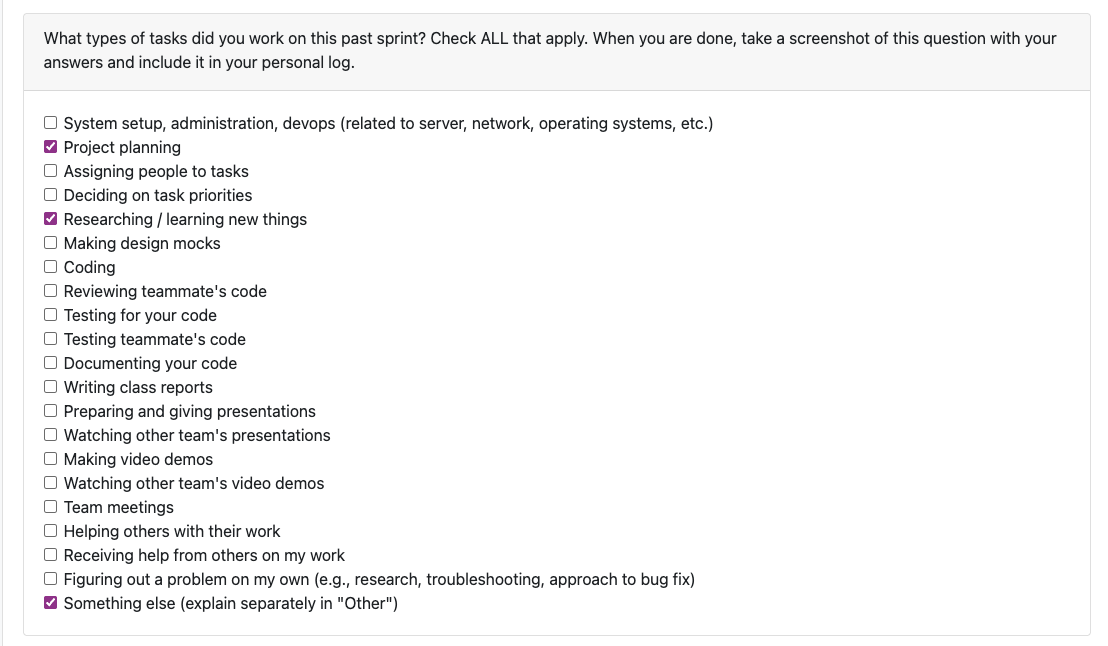 What types of tasks did you work on this past sprint? Check ALL that apply. When you are done, take a screenshot of this question with your
answers and include it in your personal log.
System setup, administration, devops (related to server, network, operating systems, etc.)
Project planning
Assigning people to tasks
Deciding on task priorities
Researching / learning new things
Making design mocks
Coding
Reviewing teammate's code
Testing for your code
Testing teammate's code
Documenting your code
Writing class reports
Preparing and giving presentations
Watching other team's presentations
Making video demos
Watching other team's video demos
Team meetings
Helping others with their work
Receiving help from others on my work
Figuring out a problem on my own (e.g., research, troubleshooting, approach to bug fix)
Something else (explain separately in "Other")